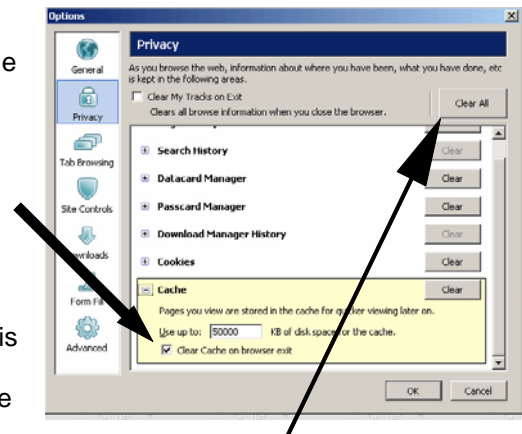 Options
Privacy
As you browse the web, information about where you have been, what you have done, etc
is kept in the following areas.
Clear My Tracks on Exit
Clears all browse information when you close the browser.
Clear All
General
Privacy
Tab Browsing
Site Controls
Form Fill
Advanced
Search History
Clear
Datacard Manager
Clear
Passcard Manager
Clear
Download Manager History
Clear
Cookies
Clear
Cache
Clear
Pages you view are stored in the cache for quicker viewing later on.
Use up to: 50000 KB of disk space for the cache.
Clear Cache on browser exit
OK
Cancel
is